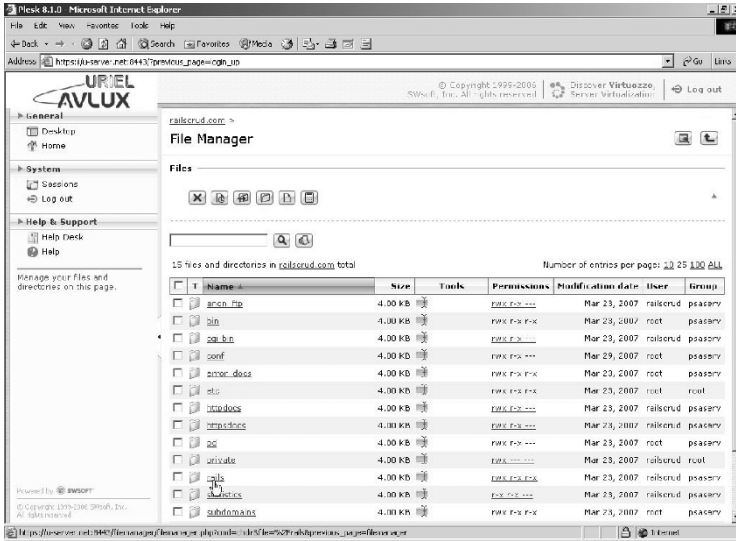 Plesk 8.1.0 Microsoft Internet Explorer
File Edit View Favorites Tools Help
Back Search Favorites Media
Address https://u-server.net:8443/?previous_page=login_up Go Links
URIEL
AVLUX
© Copyright 1999-2006
SWsoft, Inc. All rights reserved
Discover Virtuozzo,
Server Virtualization
Log out
General
Desktop
Home
System
Sessions
Log out
Help & Support
Help Desk
Help
Manage your files and
directories on this page.
Powered by SWSOFT
© Copyright 1999-2006 SWsoft, Inc.
All rights reserved
railscrud.com >
File Manager
Files
15 files and directories in railscrud.com total
Number of entries per page: 10 25 100 ALL
T Name Size Tools Permissions Modification date User Group
anon_ftp 4.00 KB rwx r-x --- Mar 23, 2007 railscrud psaserv
bin 4.00 KB rwx r-x r-x Mar 23, 2007 root psaserv
cgi-bin 4.00 KB rwx r-x --- Mar 23, 2007 railscrud psaserv
conf 4.00 KB rwx r-x --- Mar 29, 2007 root psaserv
error_docs 4.00 KB rwx r-x r-x Mar 23, 2007 railscrud psaserv
etc 4.00 KB rwx r-x r-x Mar 23, 2007 root root
httpdocs 4.00 KB rwx r-x --- Mar 23, 2007 railscrud psaserv
httpsdocs 4.00 KB rwx r-x --- Mar 23, 2007 railscrud psaserv
pd 4.00 KB rwx r-x --- Mar 23, 2007 root psaserv
private 4.00 KB rwx --- --- Mar 23, 2007 railscrud root
rails 4.00 KB rwx r-x r-x Mar 23, 2007 railscrud psaserv
statistics 4.00 KB r-x r-x --- Mar 23, 2007 root psaserv
subdomains 4.00 KB rwx r-x r-x Mar 23, 2007 root psaserv
Internet